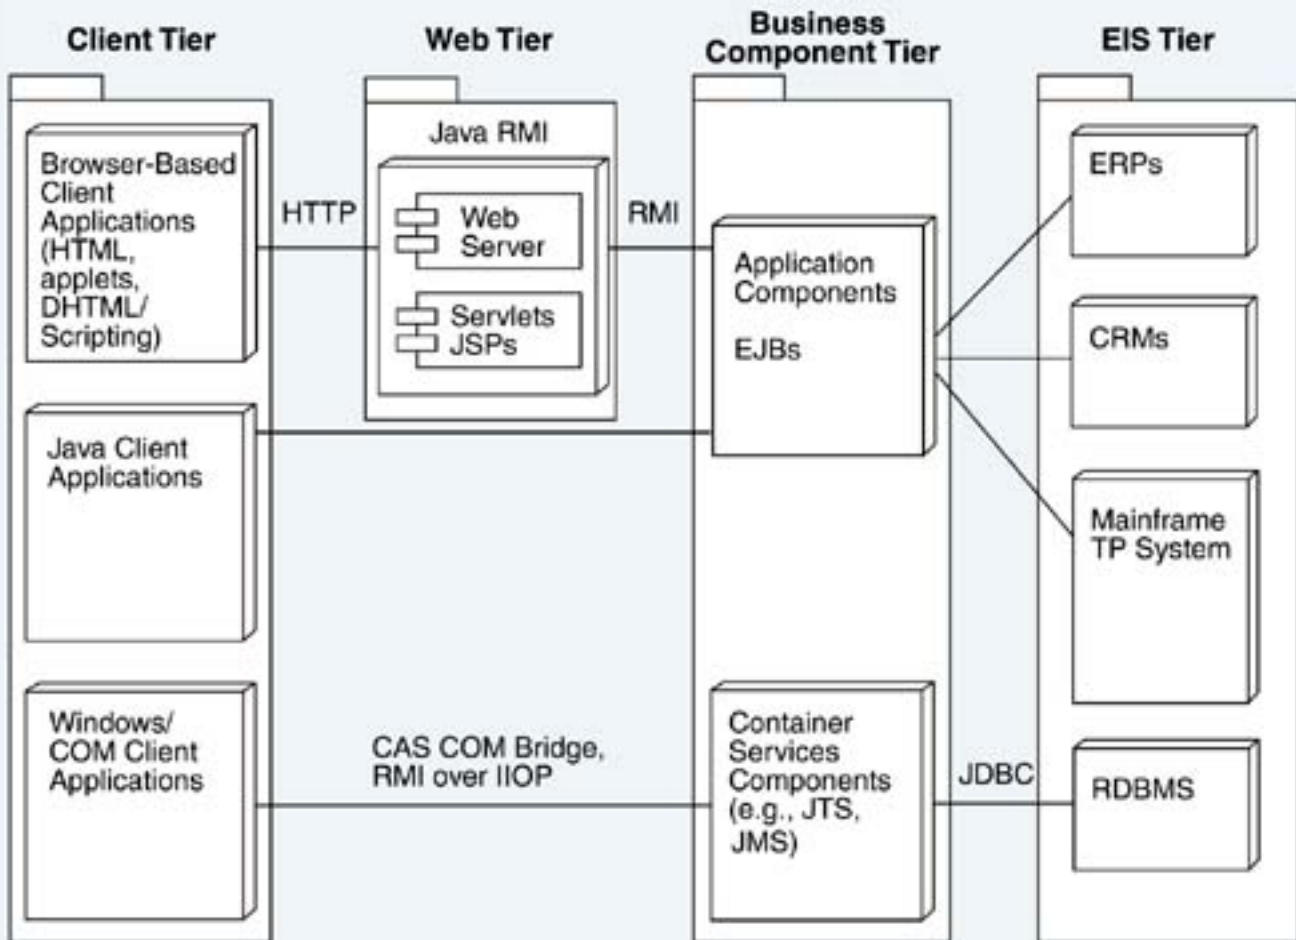 Client Tier
Web Tier
Business
Component Tier
EIS Tier
Browser-Based
Client
Applications
(HTML,
applets,
DHTML/
Scripting)
HTTP
Java RMI
Web
Server
Servlets
JSPs
RMI
Application
Components
EJBs
ERPs
CRMs
Mainframe
TP System
Java Client
Applications
Windows/
COM Client
Applications
CAS COM Bridge,
RMI over IIOP
Container
Services
Components
(e.g., JTS,
JMS)
JDBC
RDBMS